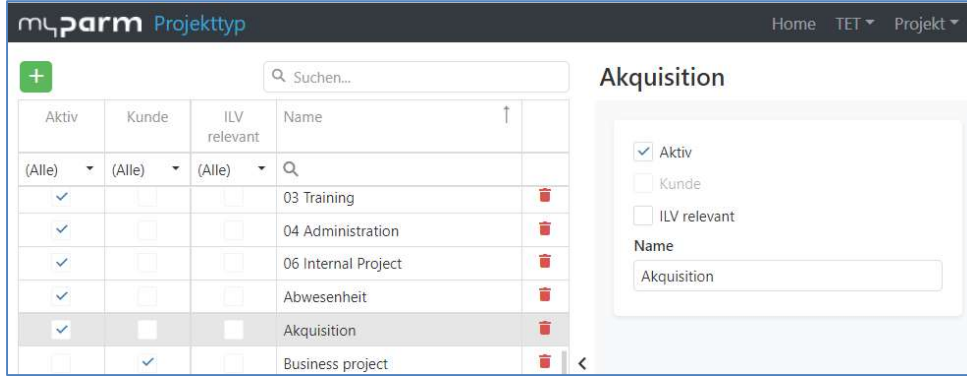 myparm Projekttyp Home TET Projekt
+ Suchen... Akquisition
Aktiv Kunde ILV relevant Name
(Alle) (Alle) (Alle)
03 Training
04 Administration
06 Internal Project
Abwesenheit
Akquisition
Business project
Aktiv
Kunde
ILV relevant
Name
Akquisition